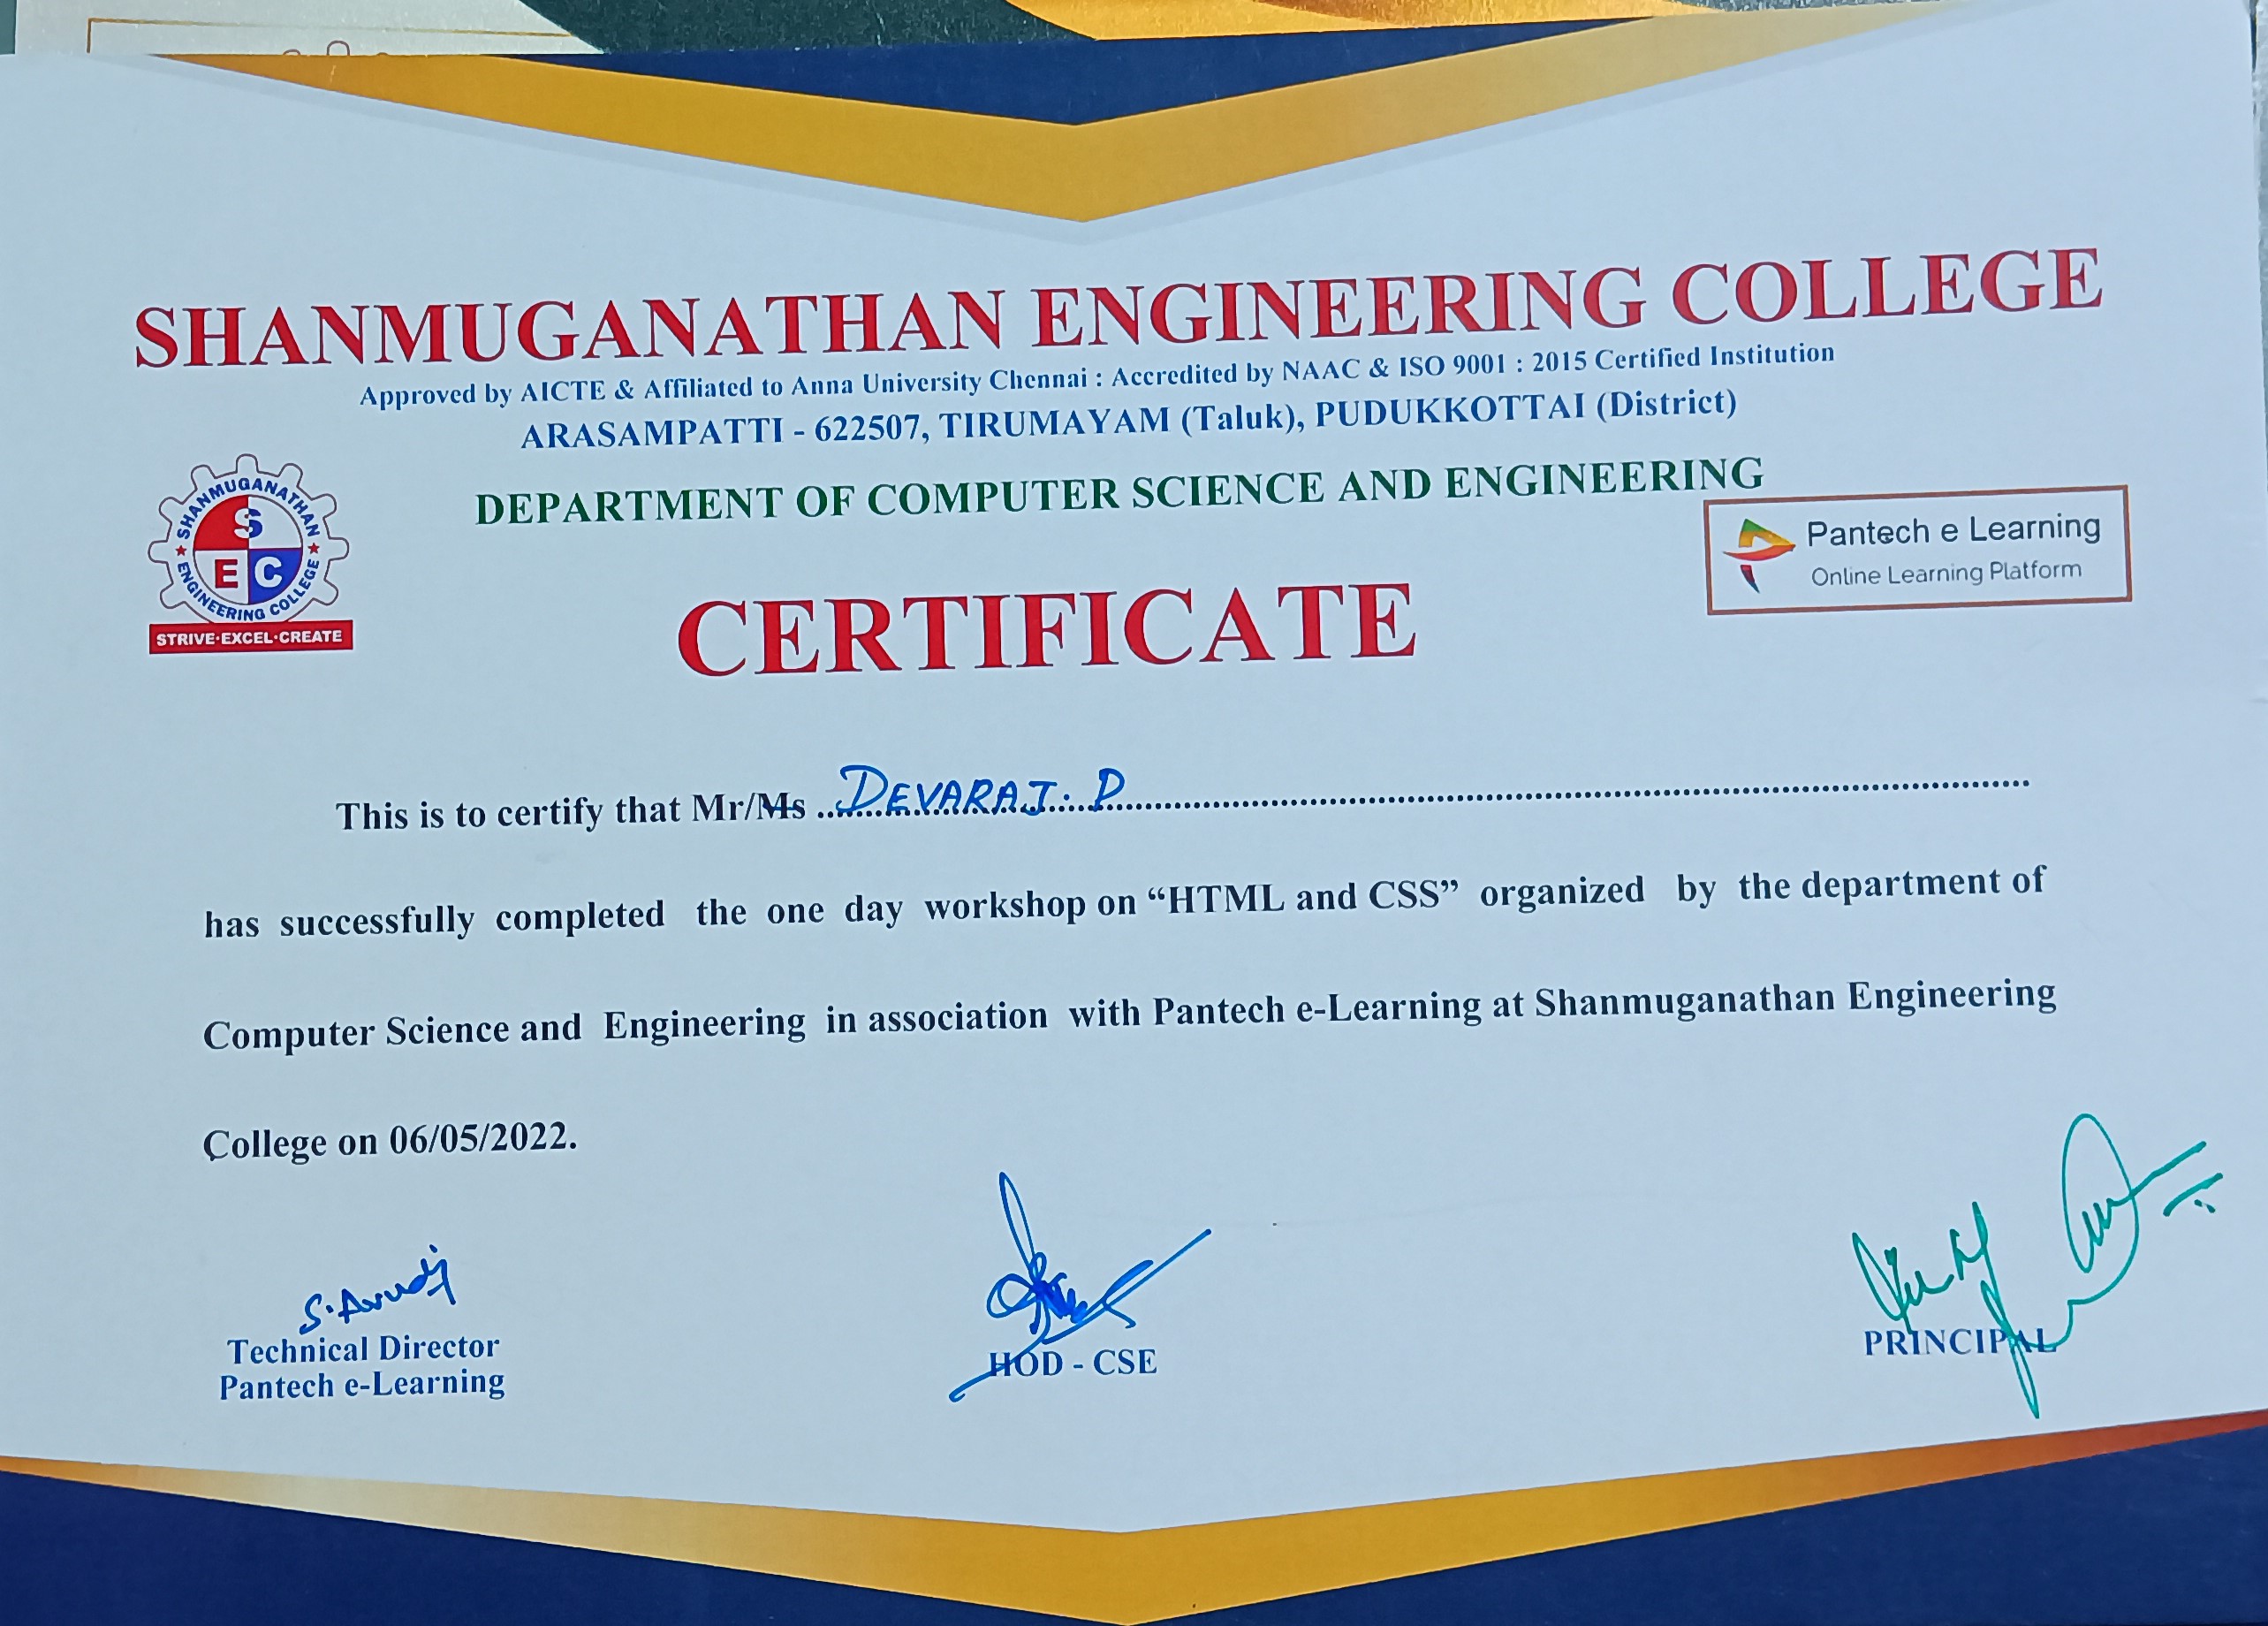 SHANMUGANATHAN ENGINEERING COLLEGE
Approved by AICTE & Affiliated to Anna University Chennai : Accredited by NAAC & ISO 9001 : 2015 Certified Institution
ARASAMPATTI - 622507, TIRUMAYAM (Taluk), PUDUKKOTTAI (District)
DEPARTMENT OF COMPUTER SCIENCE AND ENGINEERING
SHANMUGANATHAN
S
E C
ENGINEERING COLLEGE
STRIVE·EXCEL·CREATE
Pantech e Learning
Online Learning Platform
CERTIFICATE
This is to certify that Mr/Ms DEVARAJ. D
has successfully completed the one day workshop on “HTML and CSS” organized by the department of
Computer Science and Engineering in association with Pantech e-Learning at Shanmuganathan Engineering
College on 06/05/2022.
Technical Director
Pantech e-Learning
HOD - CSE
PRINCIPAL